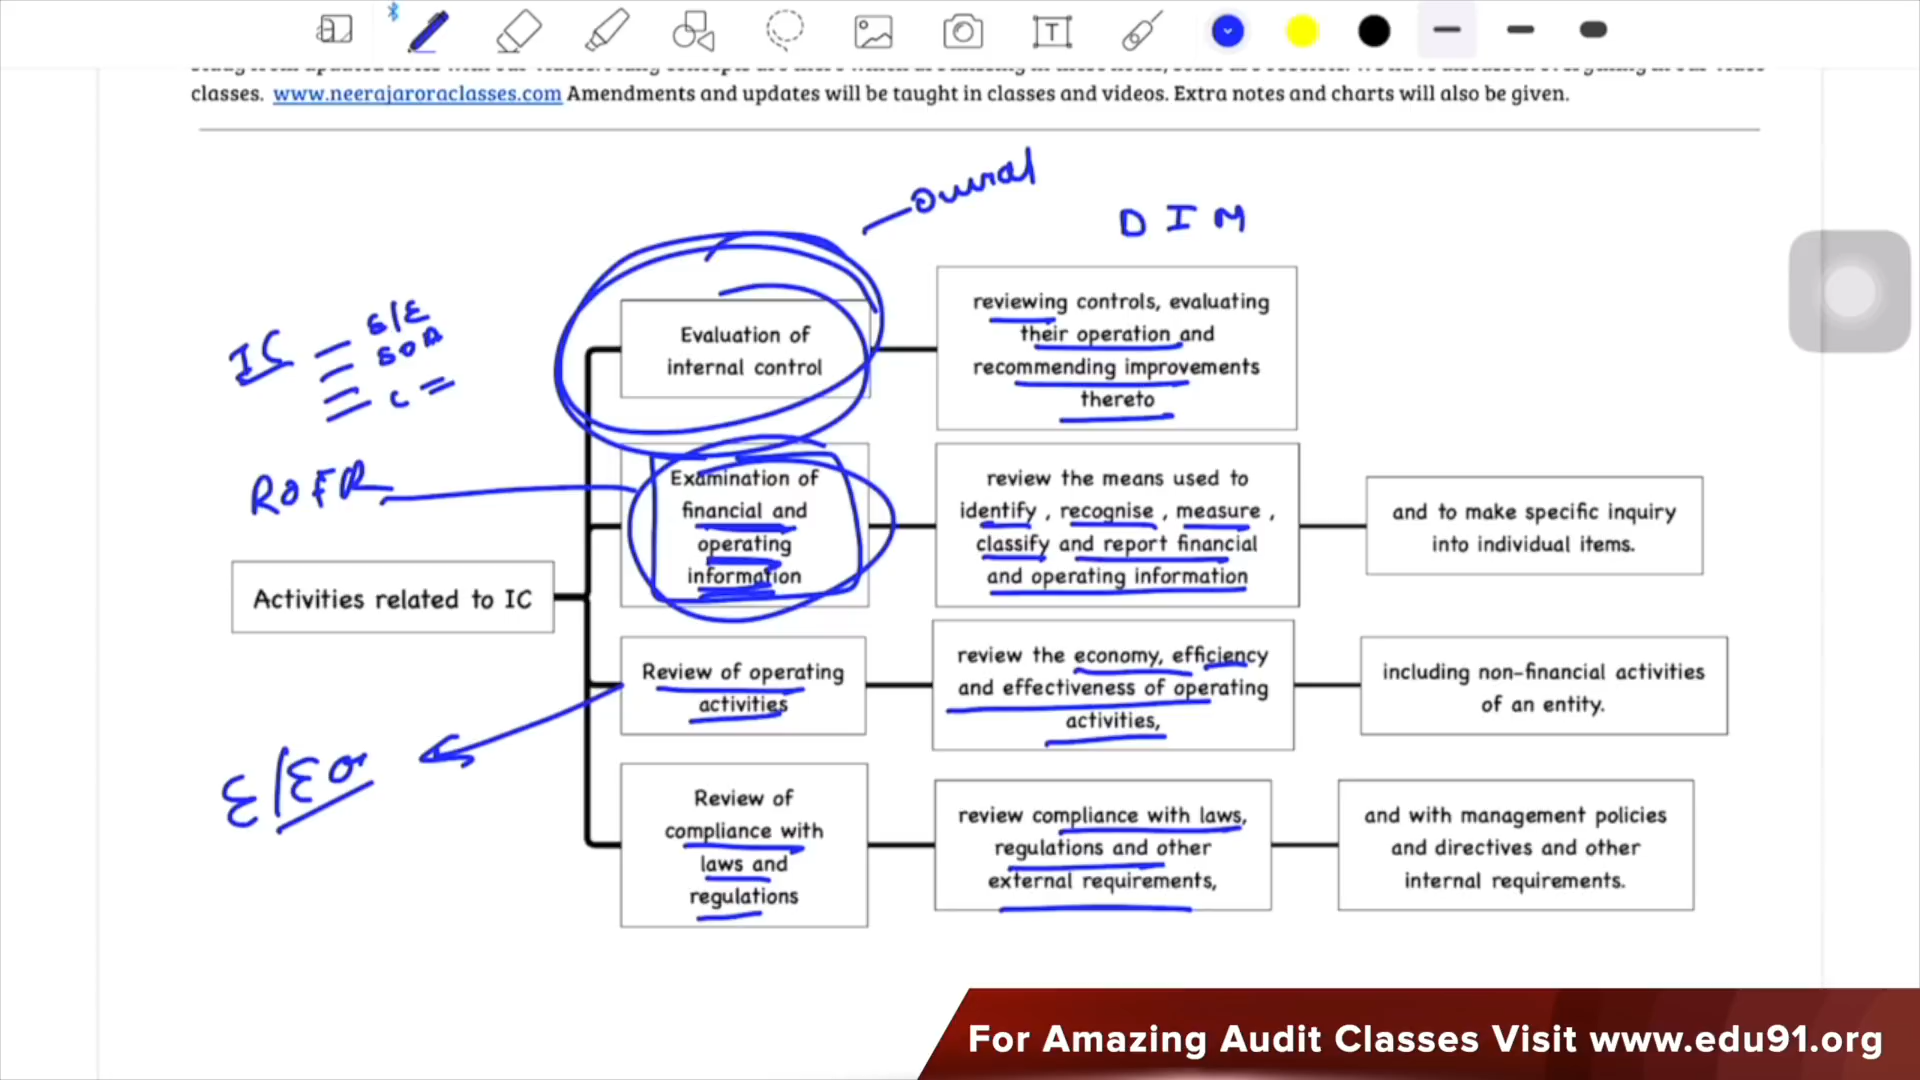 classes. www.neerajaroraclasses.com Amendments and updates will be taught in classes and videos. Extra notes and charts will also be given.
D I M
IC
S/E
SOA
C
ROFR
E/EO
Activities related to IC
Evaluation of
internal control
reviewing controls, evaluating
their operation and
recommending improvements
thereto
Examination of
financial and
operating
information
review the means used to
identify , recognise , measure ,
classify and report financial
and operating information
and to make specific inquiry
into individual items.
Review of operating
activities
review the economy, efficiency
and effectiveness of operating
activities,
including non-financial activities
of an entity.
Review of
compliance with
laws and
regulations
review compliance with laws,
regulations and other
external requirements,
and with management policies
and directives and other
internal requirements.
For Amazing Audit Classes Visit www.edu91.org